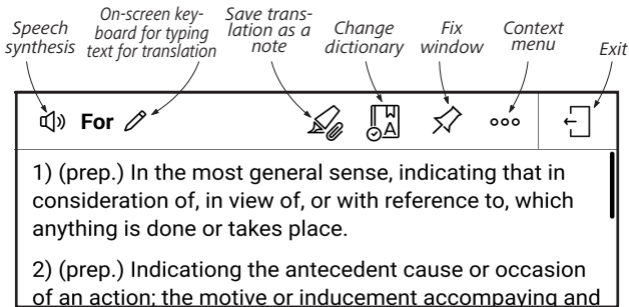 Speech
synthesis
On-screen key-
board for typing
text for translation
Save trans-
lation as a
note
Change
dictionary
Fix
window
Context
menu
Exit
For
A
1) (prep.) In the most general sense, indicating that in
consideration of, in view of, or with reference to, which
anything is done or takes place.
2) (prep.) Indicationg the antecedent cause or occasion
of an action; the motive or inducement accompaying and